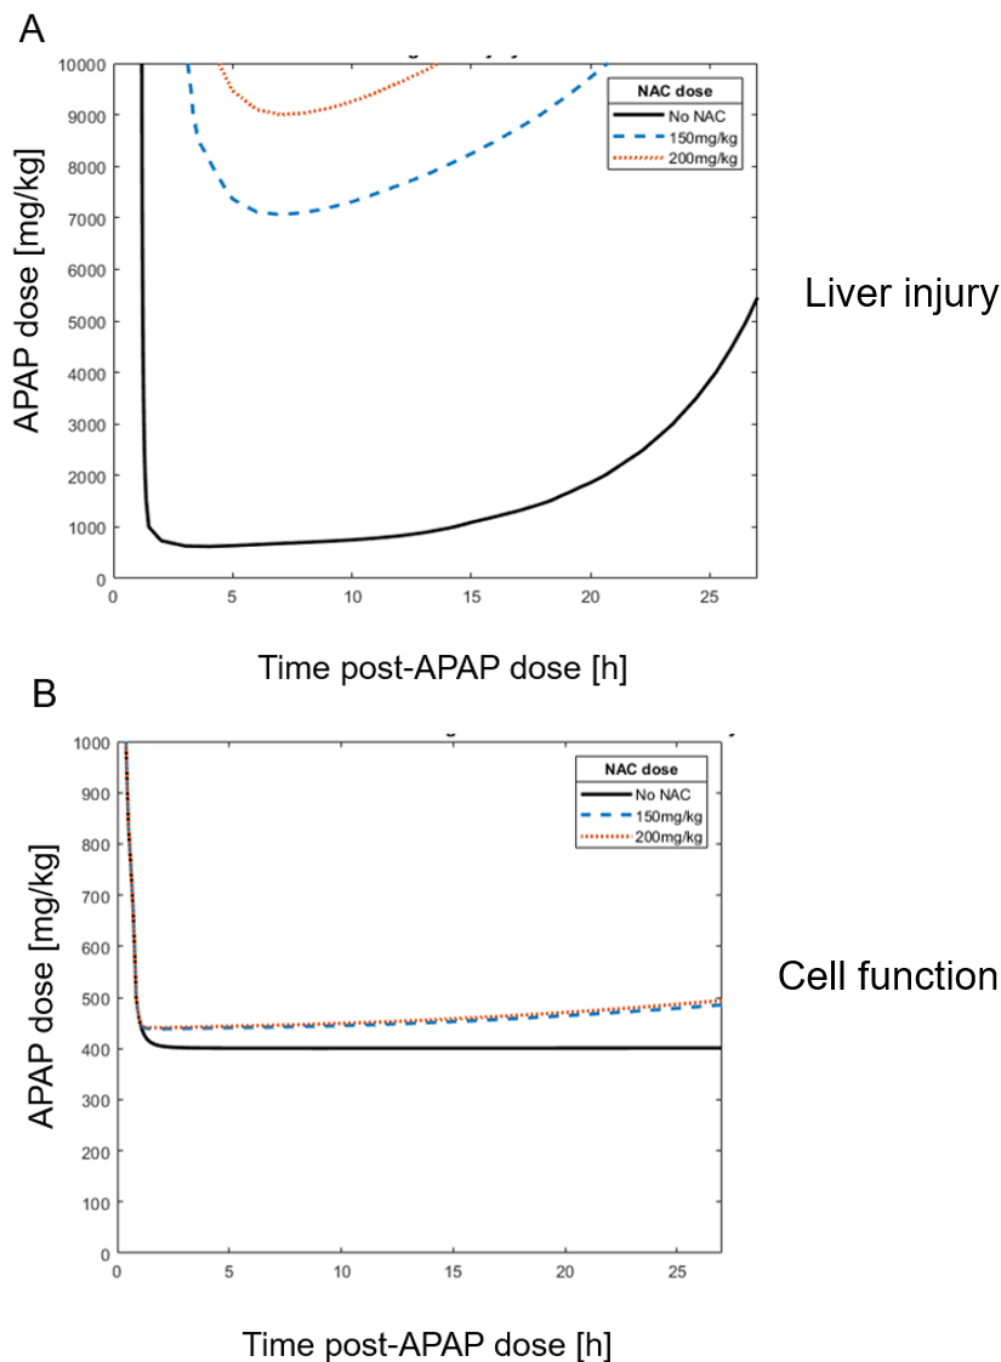 A
10000
9000
8000
7000
6000
5000
4000
3000
2000
1000
0
APAP dose [mg/kg]
NAC dose
No NAC
150mg/kg
200mg/kg
Liver injury
0 5 10 15 20 25
Time post-APAP dose [h]
B
1000
900
800
700
600
500
400
300
200
100
0
APAP dose [mg/kg]
NAC dose
No NAC
150mg/kg
200mg/kg
Cell function
0 5 10 15 20 25
Time post-APAP dose [h]